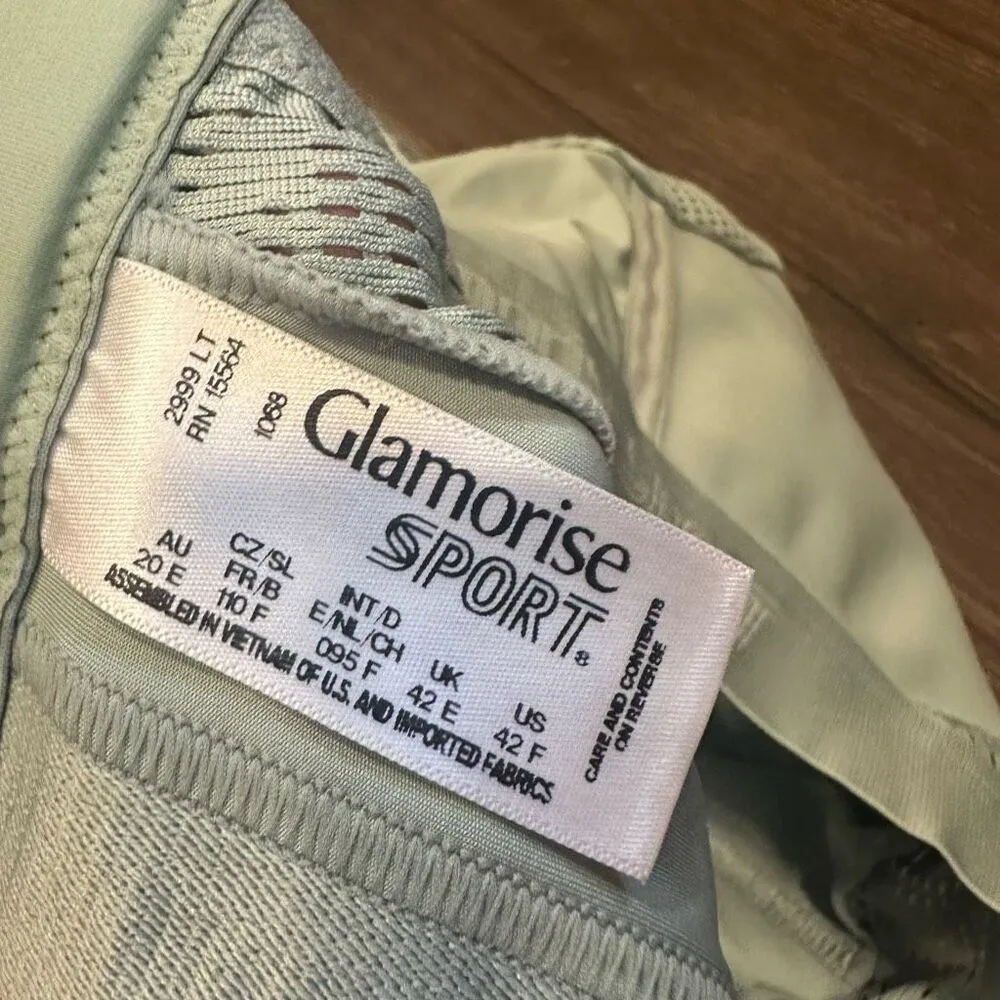 2999 LT
RN 15564
1068
Glamorise
SPORT®
AU
20 E
CZ/SL
FR/B
110 F
INT/D
E/NL/CH
095 F
UK
42 E
US
42 F
ASSEMBLED IN VIETNAM OF U.S. AND IMPORTED FABRICS
CARE AND CONTENTS
ON REVERSE